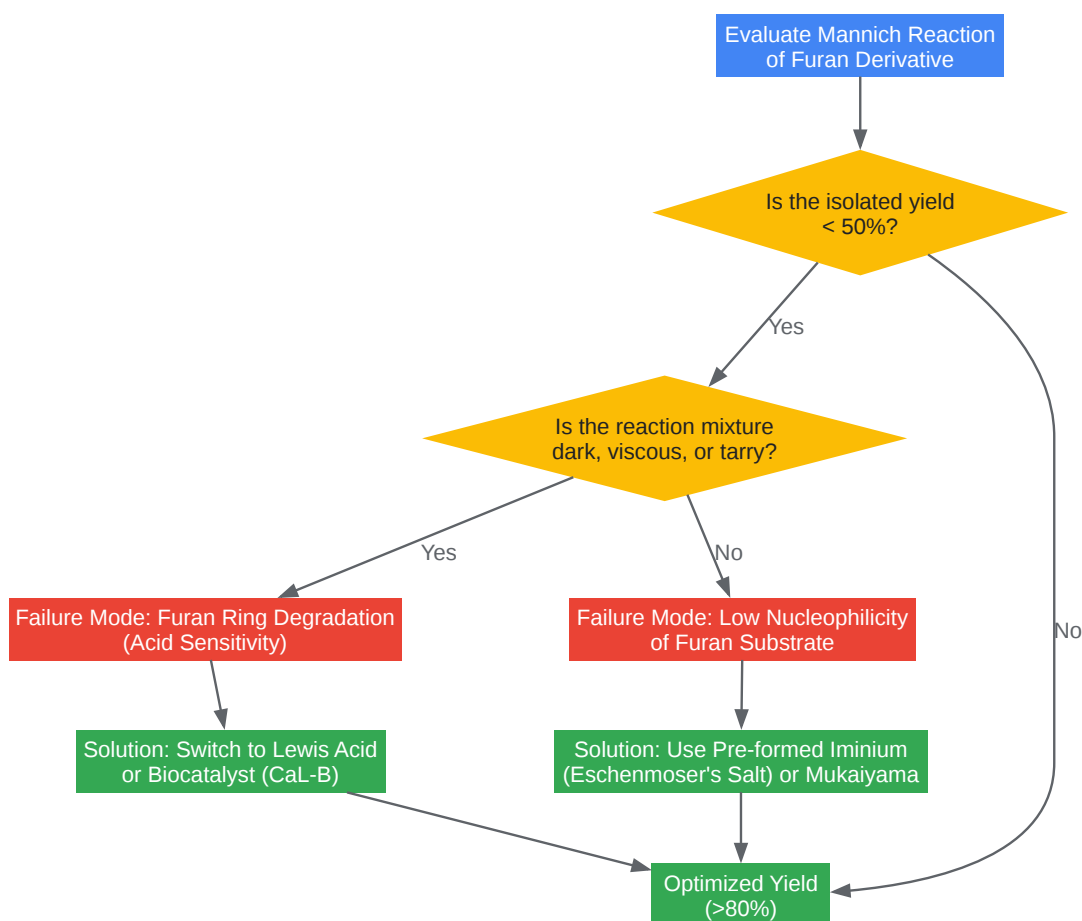 Evaluate Mannich Reaction
of Furan Derivative
Is the isolated yield
< 50%?
Yes
Is the reaction mixture
dark, viscous, or tarry?
Yes
No
Failure Mode: Furan Ring Degradation
(Acid Sensitivity)
Failure Mode: Low Nucleophilicity
of Furan Substrate
No
Solution: Switch to Lewis Acid
or Biocatalyst (CaL-B)
Solution: Use Pre-formed Iminium
(Eschenmoser's Salt) or Mukaiyama
Optimized Yield
(>80%)